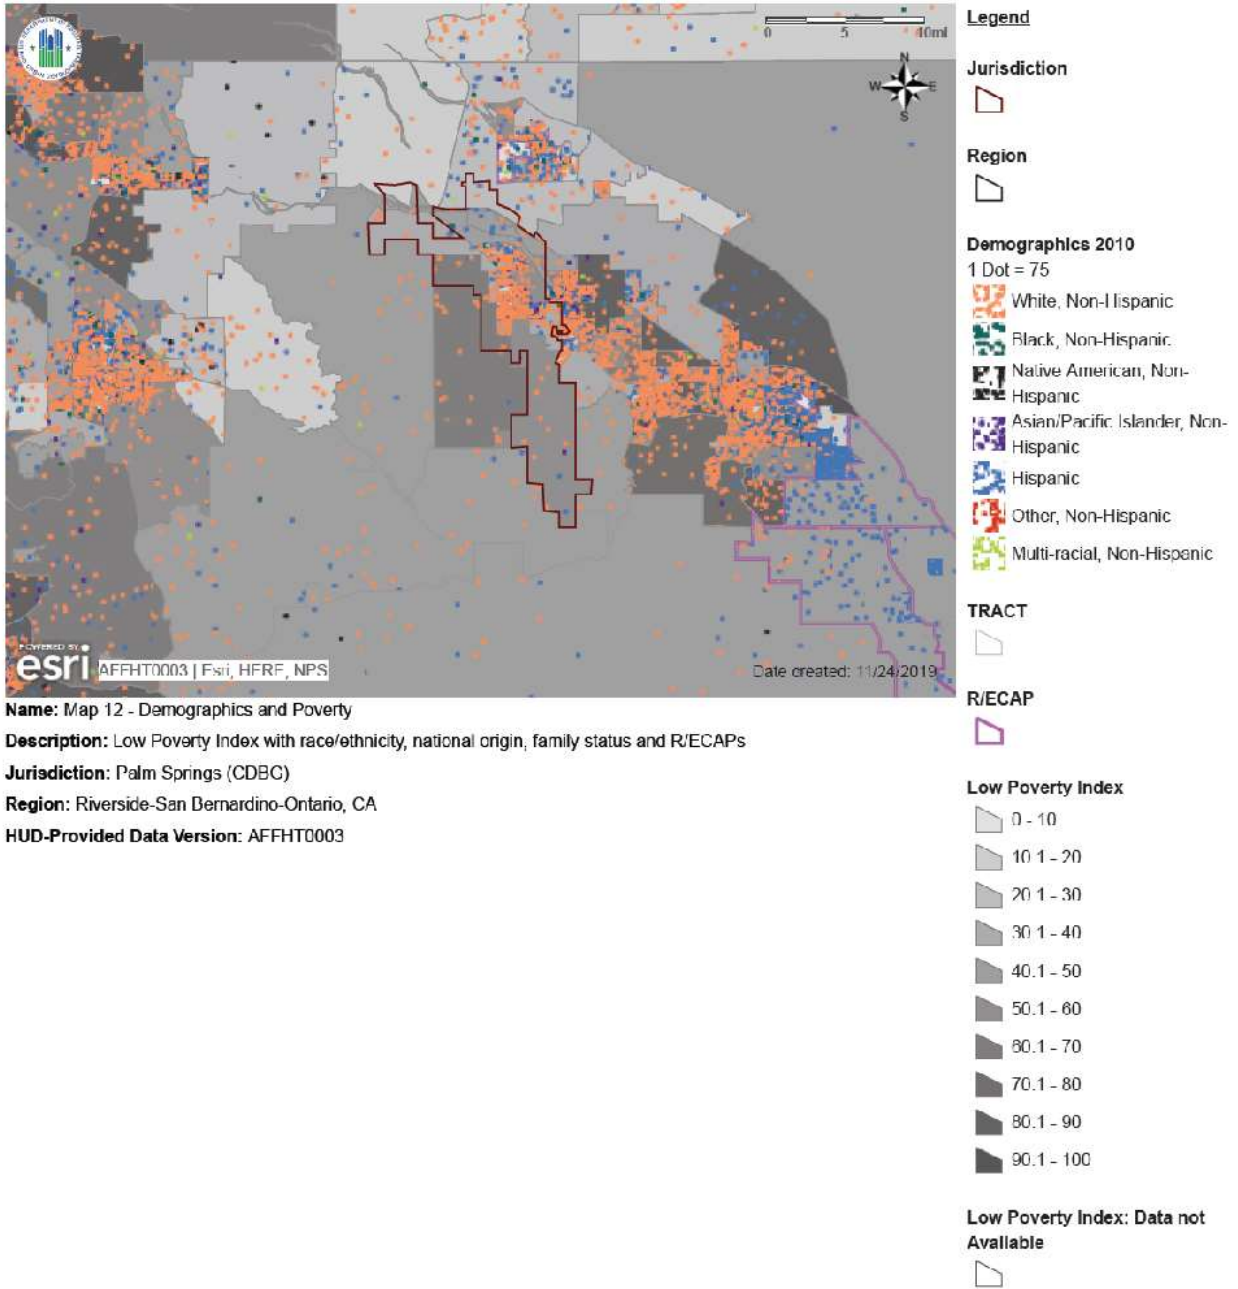 0 5 10ml
N
W E
S
POWERED BY
esri
AFFHT0003 | Esri, HERE, NPS
Date created: 11/24/2019
Name: Map 12 - Demographics and Poverty
Description: Low Poverty Index with race/ethnicity, national origin, family status and R/ECAPs
Jurisdiction: Palm Springs (CDBG)
Region: Riverside-San Bernardino-Ontario, CA
HUD-Provided Data Version: AFFHT0003
Legend
Jurisdiction
Region
Demographics 2010
1 Dot = 75
White, Non-Hispanic
Black, Non-Hispanic
Native American, Non-
Hispanic
Asian/Pacific Islander, Non-
Hispanic
Hispanic
Other, Non-Hispanic
Multi-racial, Non-Hispanic
TRACT
R/ECAP
Low Poverty Index
0 - 10
10.1 - 20
20.1 - 30
30.1 - 40
40.1 - 50
50.1 - 60
60.1 - 70
70.1 - 80
80.1 - 90
90.1 - 100
Low Poverty Index: Data not
Available